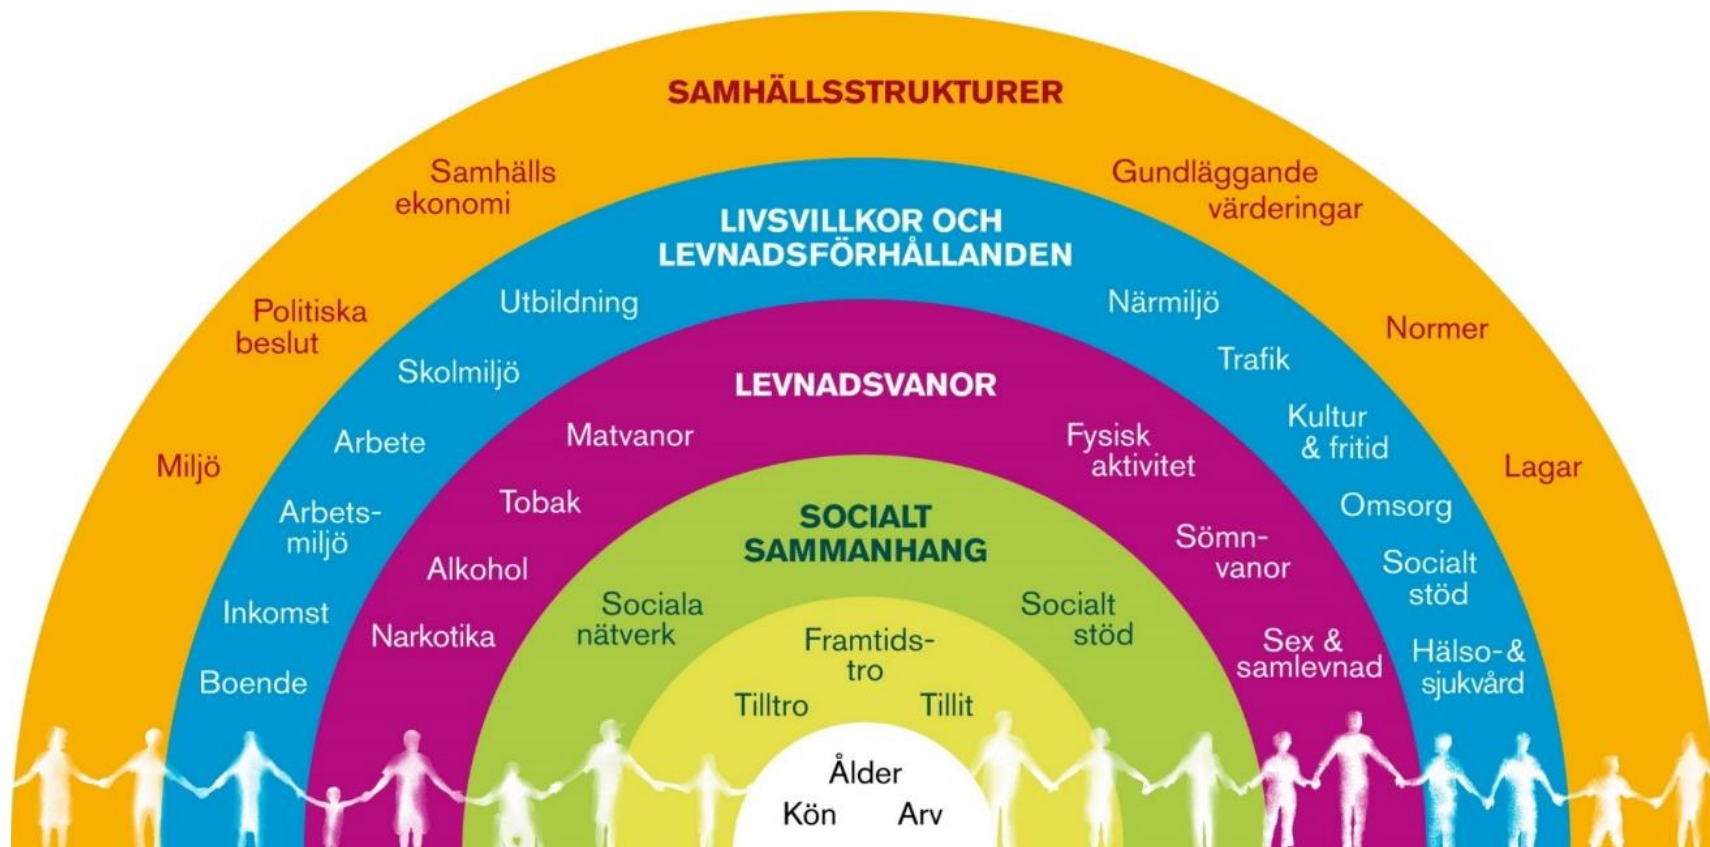 SAMHÄLLSSTRUKTURER
Samhälls
ekonomi
Gundläggande
värderingar
Politiska
beslut
Normer
Miljö
Lagar
LIVSVILLKOR OCH
LEVNADSFÖRHÅLLANDEN
Utbildning
Närmiljö
Skolmiljö
Trafik
Arbete
Kultur
& fritid
Arbets-
miljö
Omsorg
Inkomst
Socialt
stöd
Boende
Hälso- &
sjukvård
LEVNADSVANOR
Matvanor
Fysisk
aktivitet
Tobak
Sömn-
vanor
Alkohol
Narkotika
Sex &
samlevnad
SOCIALT
SAMMANHANG
Sociala
nätverk
Socialt
stöd
Framtids-
tro
Tilltro
Tillit
Ålder
Kön
Arv